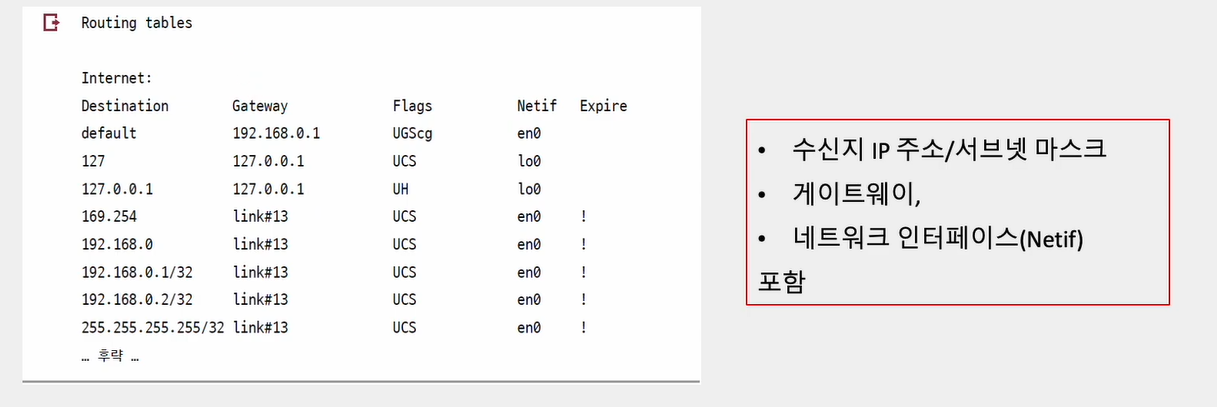 Routing tables
Internet:
Destination Gateway Flags Netif Expire
default 192.168.0.1 UGScg en0
127 127.0.0.1 UCS lo0
127.0.0.1 127.0.0.1 UH lo0
169.254 link#13 UCS en0 !
192.168.0 link#13 UCS en0 !
192.168.0.1/32 link#13 UCS en0 !
192.168.0.2/32 link#13 UCS en0 !
255.255.255.255/32 link#13 UCS en0 !
… 후략 …
• 수신지 IP 주소/서브넷 마스크
• 게이트웨이,
• 네트워크 인터페이스(Netif)
포함